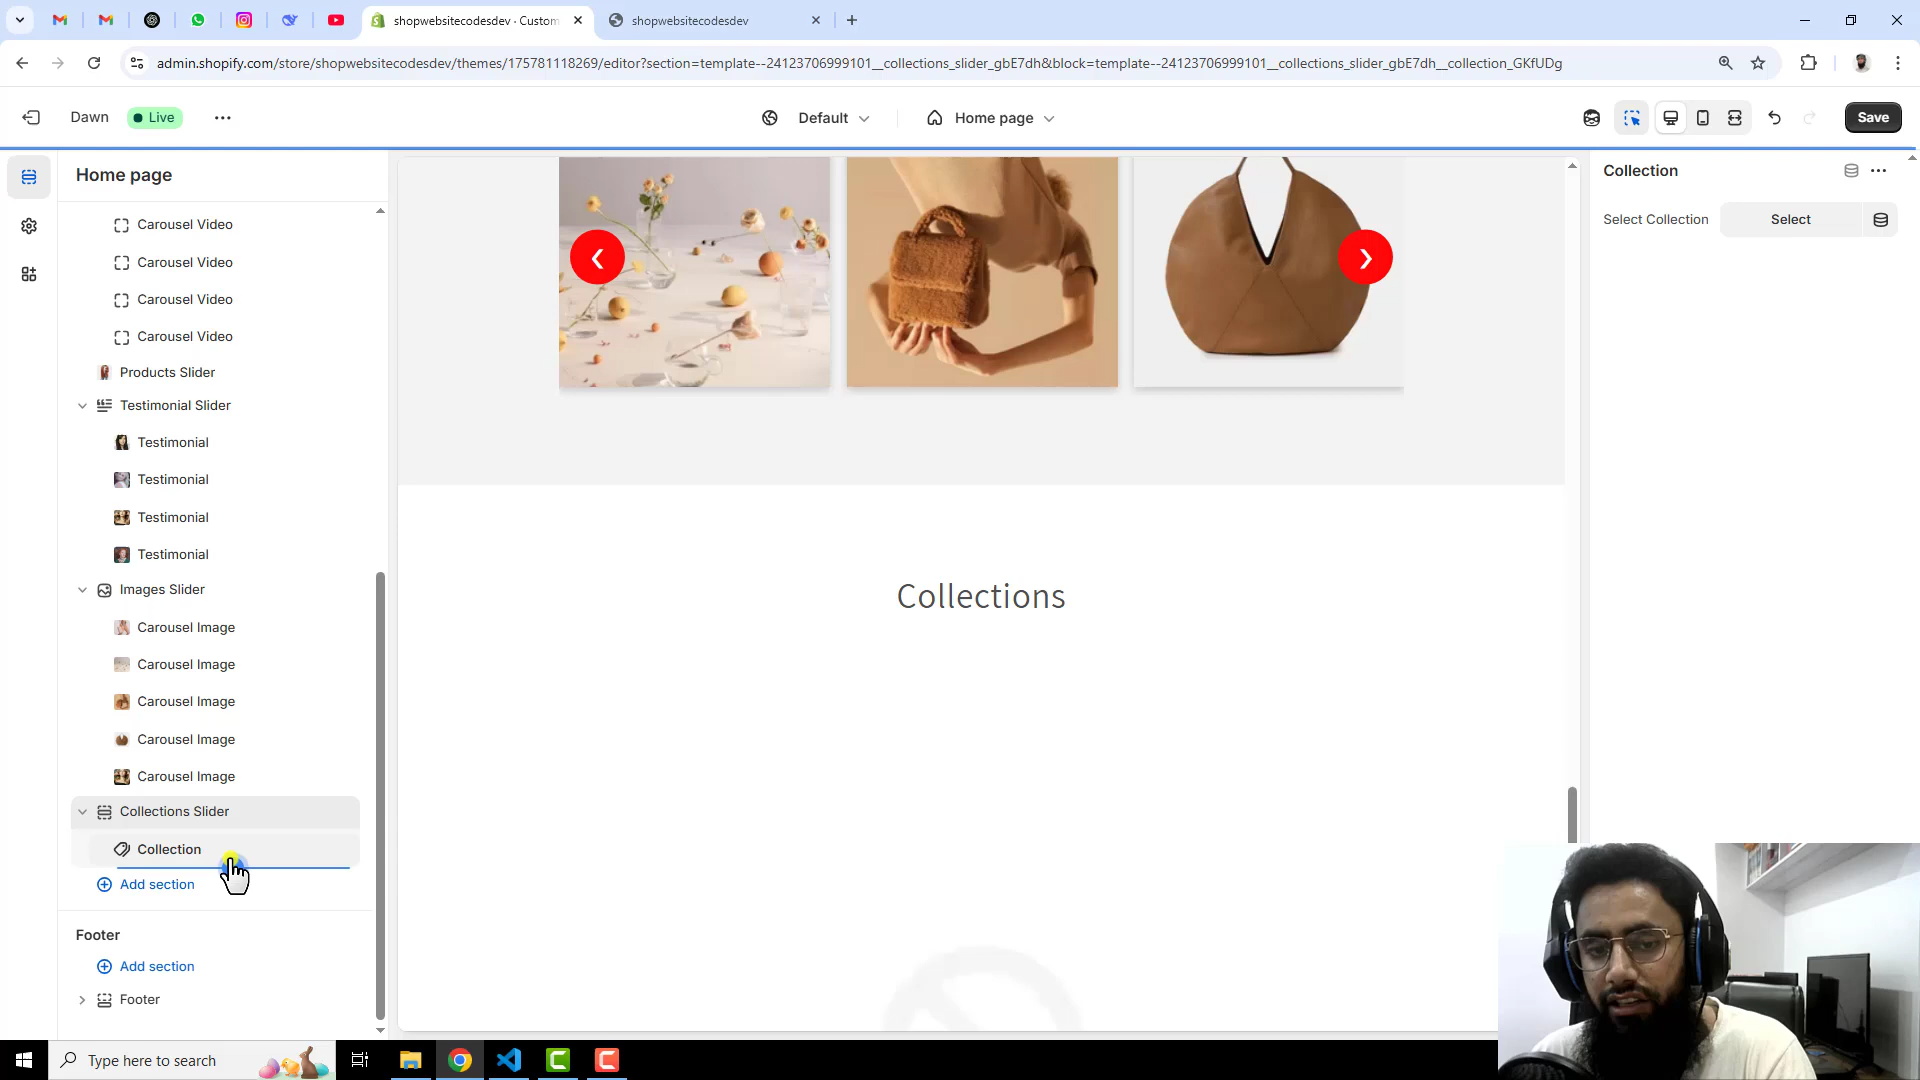 shopwebsitecodesdev · Custom
shopwebsitecodesdev
admin.shopify.com/store/shopwebsitecodesdev/themes/175781118269/editor?section=template--24123706999101__collections_slider_gbE7dh&block=template--24123706999101__collections_slider_gbE7dh__collection_GKfUDg
Dawn
Live
Default
Home page
Save
Home page
Carousel Video
Carousel Video
Carousel Video
Carousel Video
Products Slider
Testimonial Slider
Testimonial
Testimonial
Testimonial
Testimonial
Images Slider
Carousel Image
Carousel Image
Carousel Image
Carousel Image
Carousel Image
Collections Slider
Collection
Add section
Footer
Add section
Footer
Collections
Collection
Select Collection
Select
Type here to search